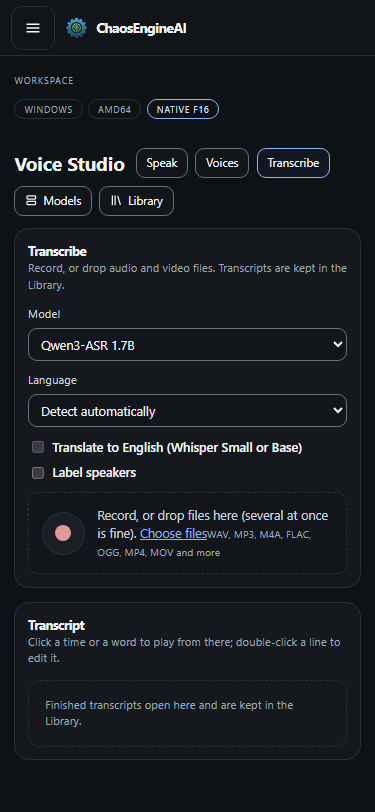 ChaosEngineAI
WORKSPACE
WINDOWS
AMD64
NATIVE F16
Voice Studio
Speak
Voices
Transcribe
Models
Library
Transcribe
Record, or drop audio and video files. Transcripts are kept in the
Library.
Model
Qwen3-ASR 1.7B
Language
Detect automatically
Translate to English (Whisper Small or Base)
Label speakers
Record, or drop files here (several at once
is fine). Choose filesWAV, MP3, M4A, FLAC,
OGG, MP4, MOV and more
Transcript
Click a time or a word to play from there; double-click a line to
edit it.
Finished transcripts open here and are kept in the
Library.